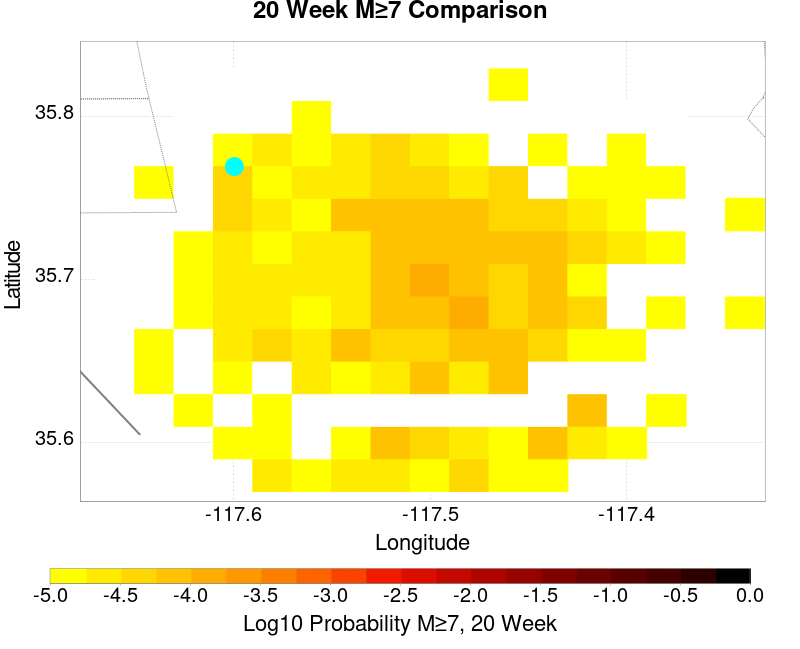 20 Week M≥7 Comparison
35.8
35.7
35.6
Latitude
-117.6 -117.5 -117.4
Longitude
-5.0 -4.5 -4.0 -3.5 -3.0 -2.5 -2.0 -1.5 -1.0 -0.5 0.0
Log10 Probability M≥7, 20 Week